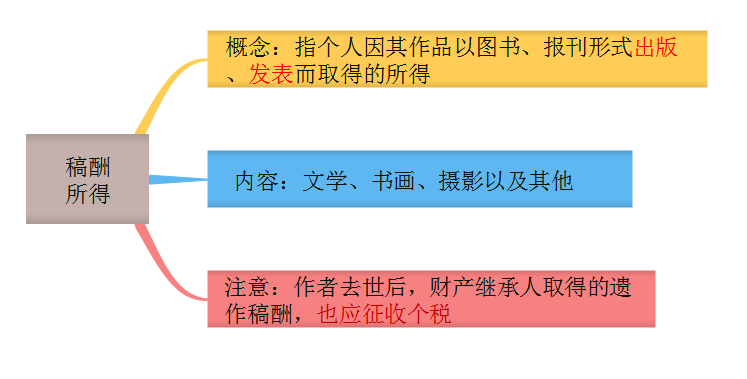 稿酬
所得
概念：指个人因其作品以图书、报刊形式出版
、发表而取得的所得
内容：文学、书画、摄影以及其他
注意：作者去世后，财产继承人取得的遗
作稿酬，也应征收个税